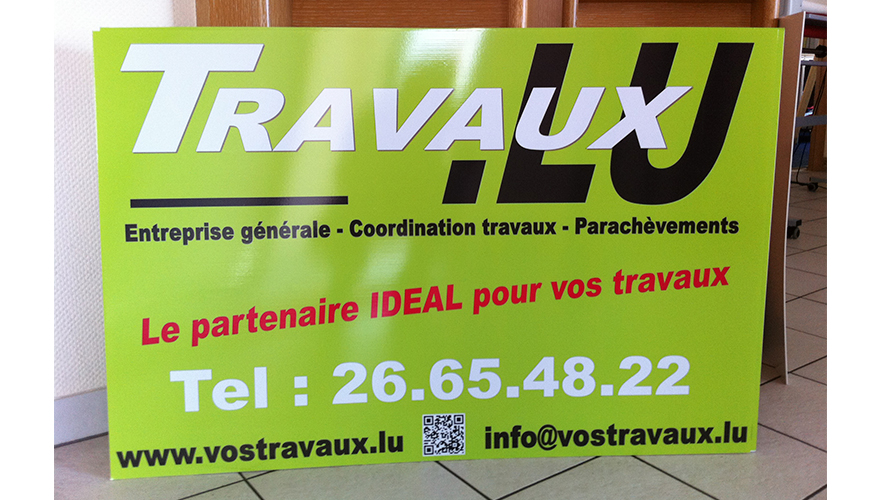 TRAVAUX.LU
Entreprise générale - Coordination travaux - Parachèvements
Le partenaire IDEAL pour vos travaux
Tel : 26.65.48.22
www.vostravaux.lu
info@vostravaux.lu